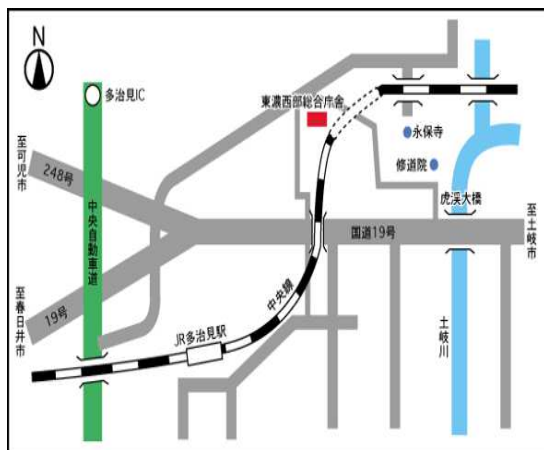 N
多治見IC
東濃西部総合庁舎
永保寺
修道院
虎渓大橋
至可児市
248号
中央自動車道
国道19号
至土岐市
至春日井市
19号
中央線
JR多治見駅
土岐川